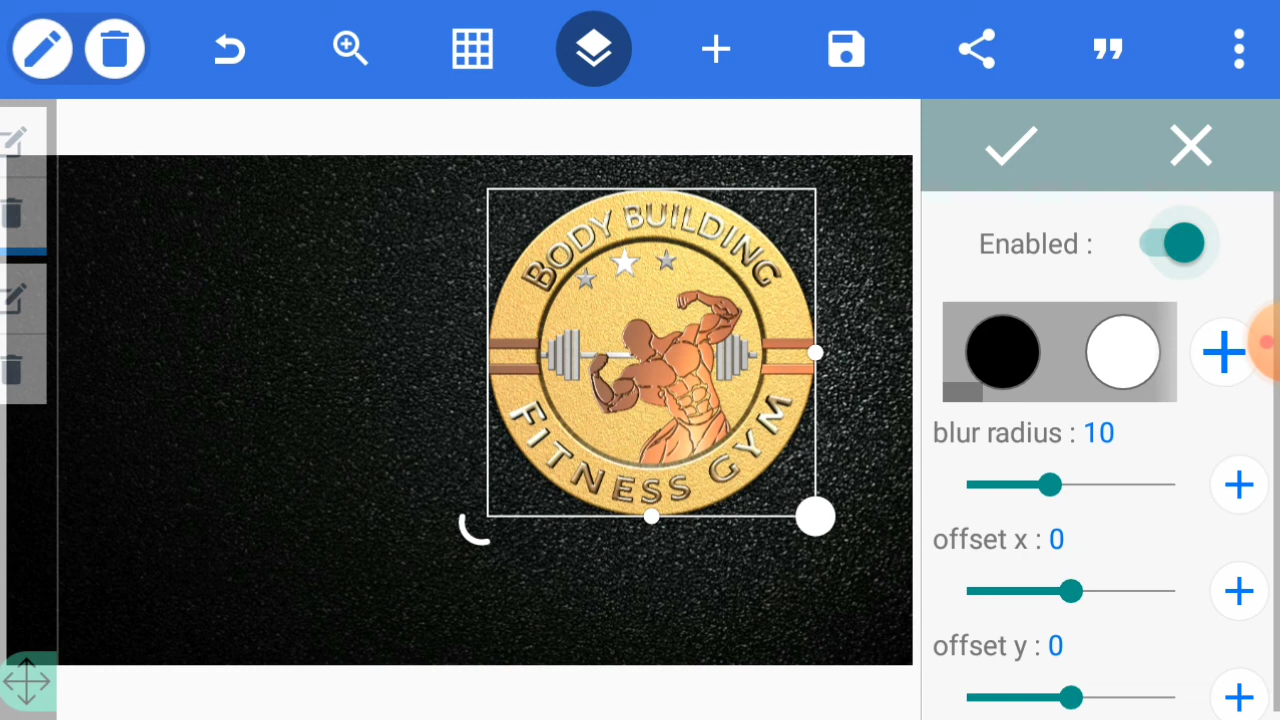 BODY BUILDING
FITNESS GYM
Enabled :
blur radius : 10
offset x : 0
offset y : 0